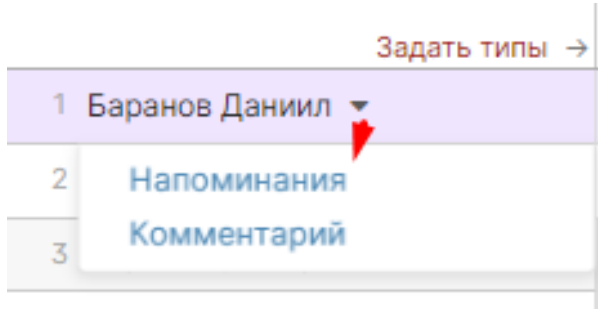 Задать типы →
1 Баранов Даниил
2 Напоминания
Комментарий
3